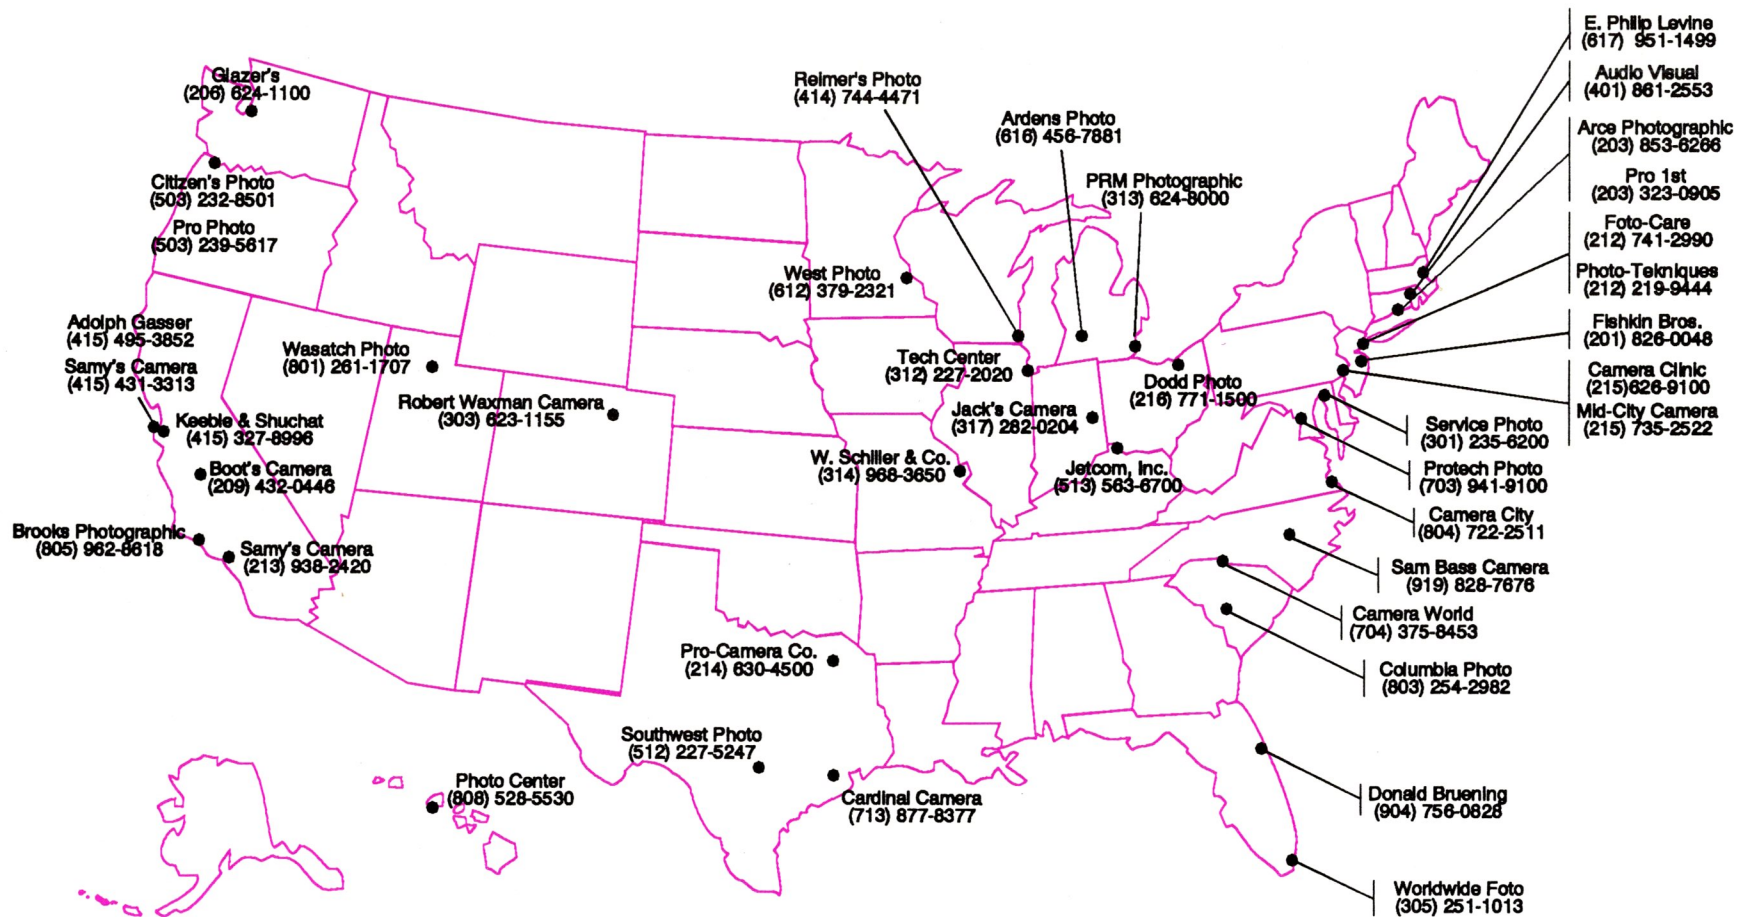 Glazer's
(206) 624-1100
Citizen's Photo
(503) 232-8501
Pro Photo
(503) 239-5617
Adolph Gasser
(415) 495-3852
Samy's Camera
(415) 431-3313
Keeble & Shuchat
(415) 327-8996
Boot's Camera
(209) 432-0446
Brooks Photographic
(805) 962-8618
Samy's Camera
(213) 938-2420
Wasatch Photo
(801) 261-1707
Robert Waxman Camera
(303) 623-1155
Photo Center
(808) 528-5530
Pro-Camera Co.
(214) 630-4500
Southwest Photo
(512) 227-5247
Cardinal Camera
(713) 877-8377
Reimer's Photo
(414) 744-4471
Ardens Photo
(616) 456-7881
PRM Photographic
(313) 624-8000
West Photo
(612) 379-2321
Tech Center
(312) 227-2020
Dodd Photo
(216) 771-1500
Jack's Camera
(317) 282-0204
W. Schiller & Co.
(314) 968-3650
Jetcom, Inc.
(513) 563-6700
E. Philip Levine
(617) 951-1499
Audio Visual
(401) 861-2553
Arce Photographic
(203) 853-6266
Pro 1st
(203) 323-0905
Foto-Care
(212) 741-2990
Photo-Tekniques
(212) 219-9444
Fishkin Bros.
(201) 826-0048
Camera Clinic
(215)626-9100
Mid-City Camera
(215) 735-2522
Service Photo
(301) 235-6200
Protech Photo
(703) 941-9100
Camera City
(804) 722-2511
Sam Bass Camera
(919) 828-7676
Camera World
(704) 375-8453
Columbia Photo
(803) 254-2982
Donald Bruening
(904) 756-0828
Worldwide Foto
(305) 251-1013